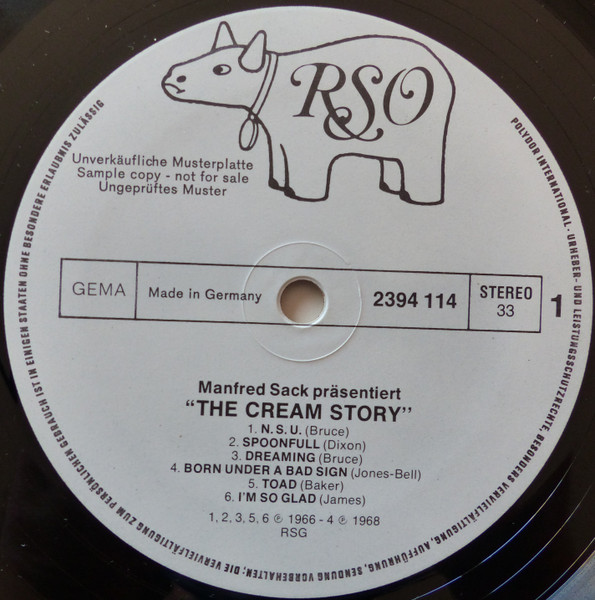 RSO
Unverkäufliche Musterplatte
Sample copy - not for sale
Ungeprüftes Muster
GEMA
Made in Germany
2394 114
STEREO
33
1
Manfred Sack präsentiert
"THE CREAM STORY"
1. N.S.U. (Bruce)
2. SPOONFULL (Dixon)
3. DREAMING (Bruce)
4. BORN UNDER A BAD SIGN (Jones-Bell)
5. TOAD (Baker)
6. I'M SO GLAD (James)
1, 2, 3, 5, 6 ℗ 1966 - 4 ℗ 1968
RSG
POLYDOR INTERNATIONAL · URHEBER- UND LEISTUNGSSCHUTZRECHTE, BESONDERS VERVIELFÄLTIGUNG, AUFFÜHRUNG, SENDUNG VORBEHALTEN; DIE VERVIELFÄLTIGUNG ZUM PERSÖNLICHEN GEBRAUCH IST IN EINIGEN STAATEN OHNE BESONDERE ERLAUBNIS ZULÄSSIG